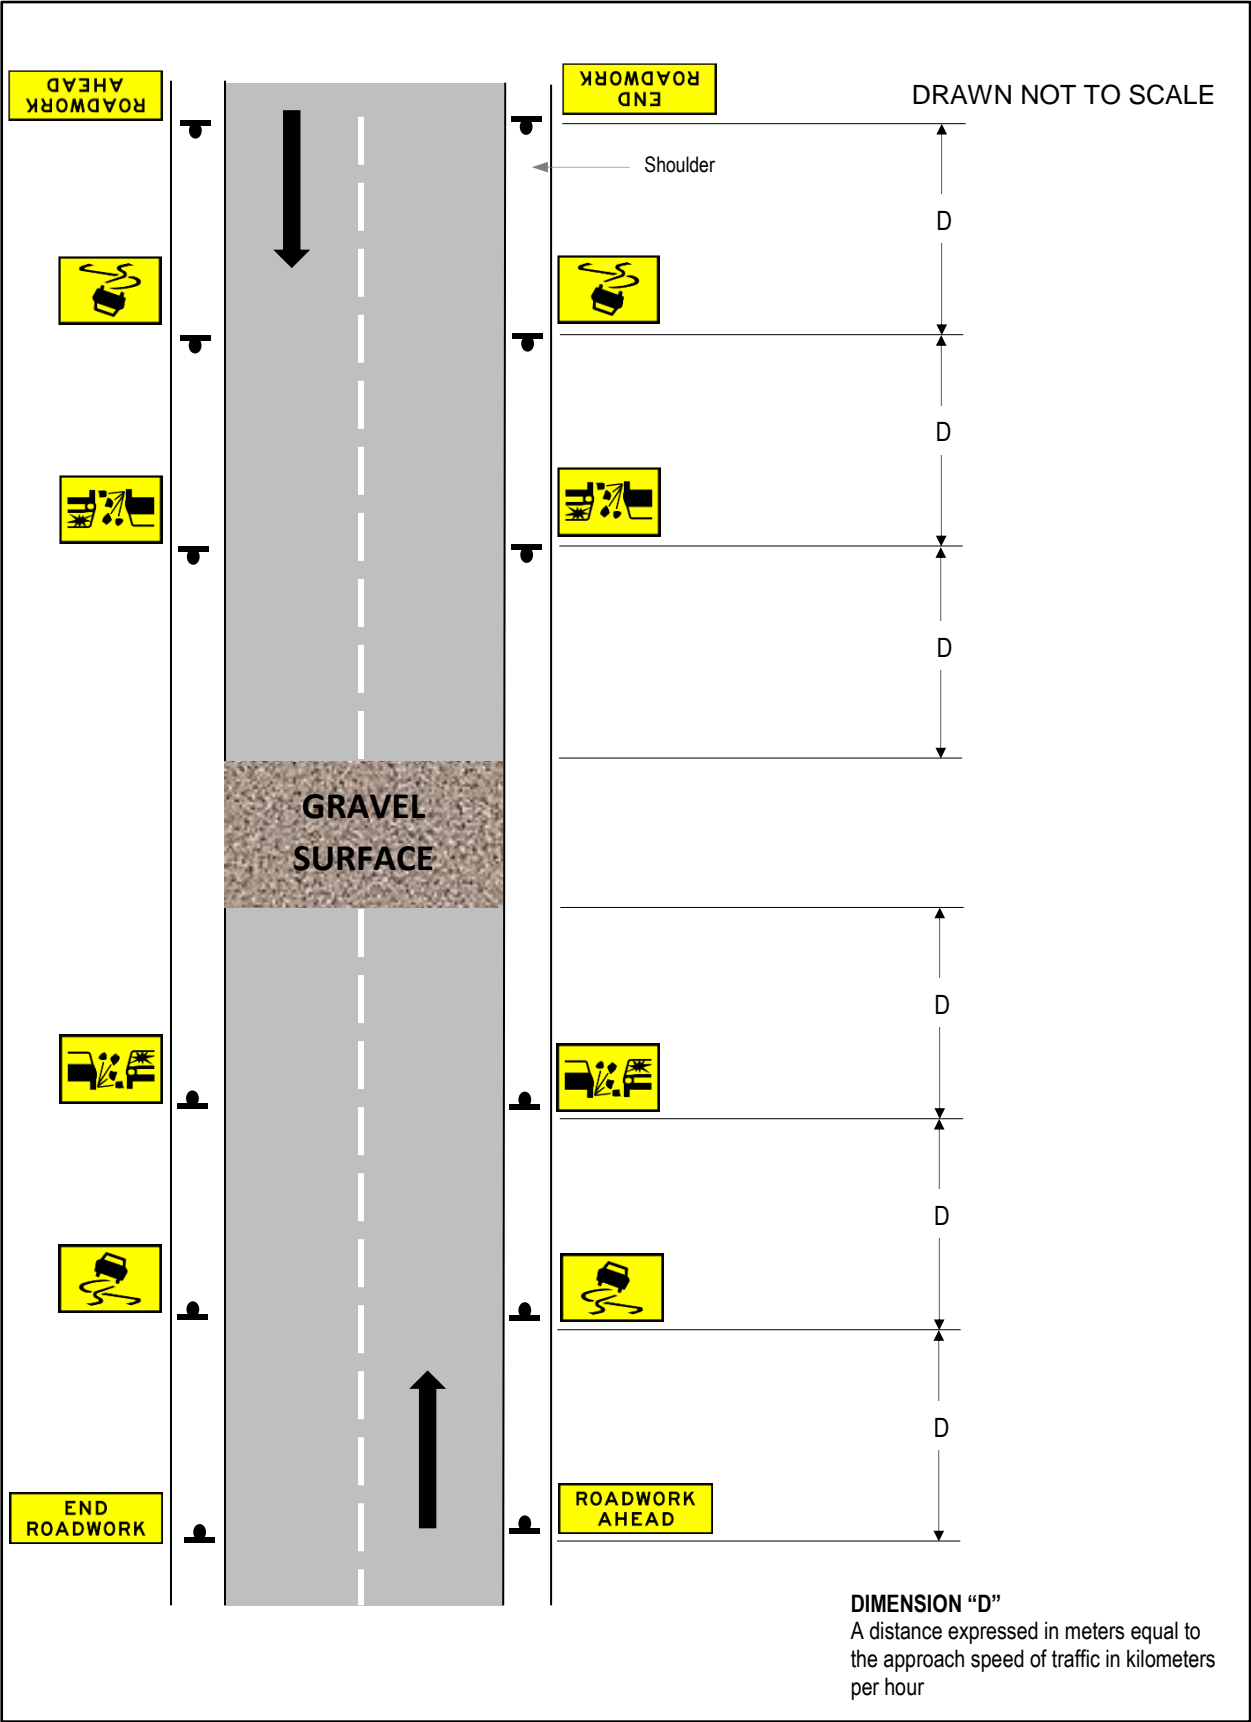 ROADWORK
AHEAD
END
ROADWORK
DRAWN NOT TO SCALE
Shoulder
D
D
D
GRAVEL
SURFACE
D
D
D
END
ROADWORK
ROADWORK
AHEAD
DIMENSION “D”
A distance expressed in meters equal to
the approach speed of traffic in kilometers
per hour